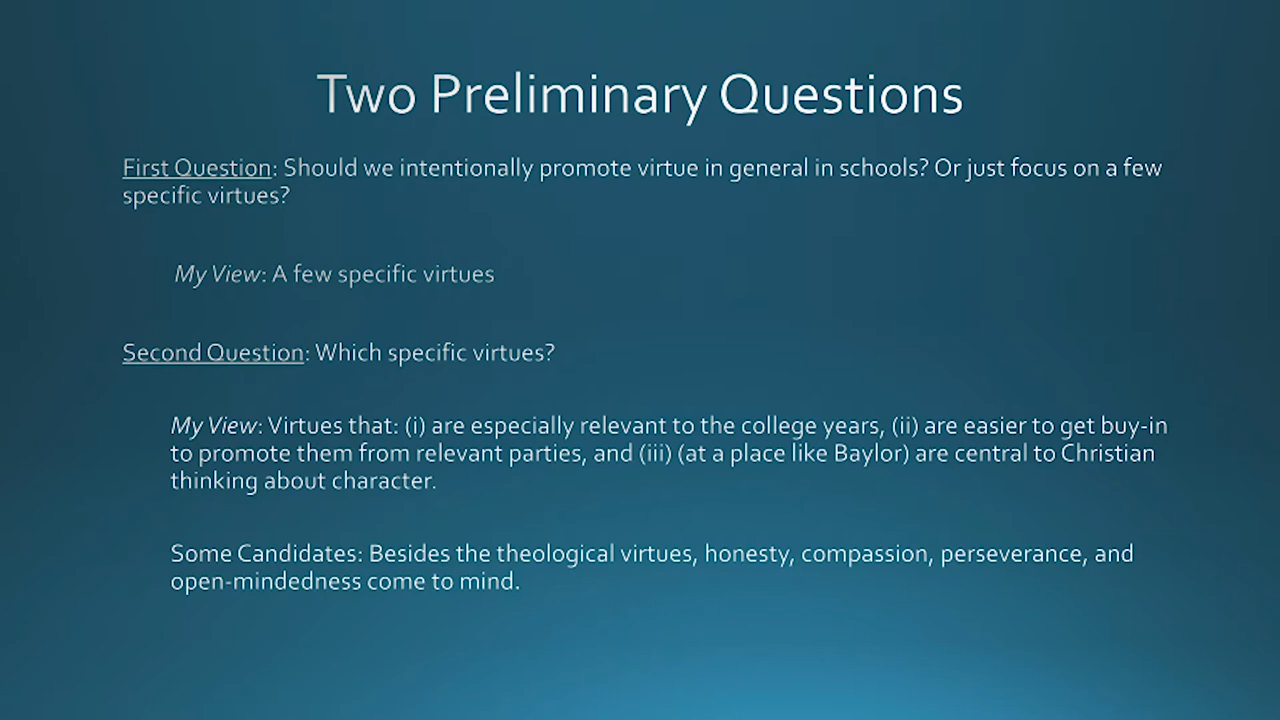 Two Preliminary Questions
First Question: Should we intentionally promote virtue in general in schools? Or just focus on a few
specific virtues?
My View: A few specific virtues
Second Question: Which specific virtues?
My View: Virtues that: (i) are especially relevant to the college years, (ii) are easier to get buy-in
to promote them from relevant parties, and (iii) (at a place like Baylor) are central to Christian
thinking about character.
Some Candidates: Besides the theological virtues, honesty, compassion, perseverance, and
open-mindedness come to mind.